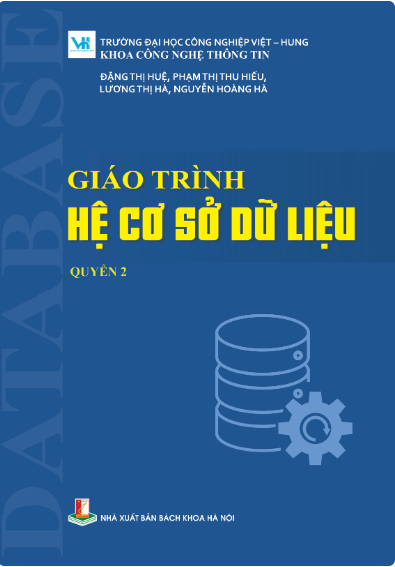 VH
TRƯỜNG ĐẠI HỌC CÔNG NGHIỆP VIỆT – HUNG
KHOA CÔNG NGHỆ THÔNG TIN
ĐẶNG THỊ HUỆ, PHẠM THỊ THU HIẾU,
LƯƠNG THỊ HÀ, NGUYỄN HOÀNG HÀ
DATABASE
GIÁO TRÌNH
HỆ CƠ SỞ DỮ LIỆU
QUYỂN 2
NHÀ XUẤT BẢN BÁCH KHOA HÀ NỘI